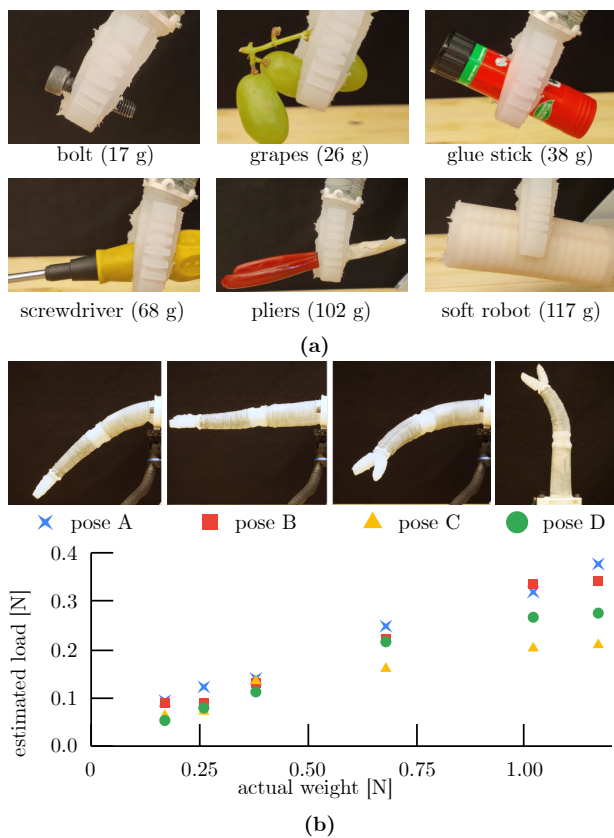 bolt (17 g)
grapes (26 g)
glue stick (38 g)
screwdriver (68 g)
pliers (102 g)
soft robot (117 g)
(a)
pose A
pose B
pose C
pose D
estimated load [N]
0.4
0.3
0.2
0.1
0.0
0
0.25
0.50
0.75
1.00
actual weight [N]
(b)